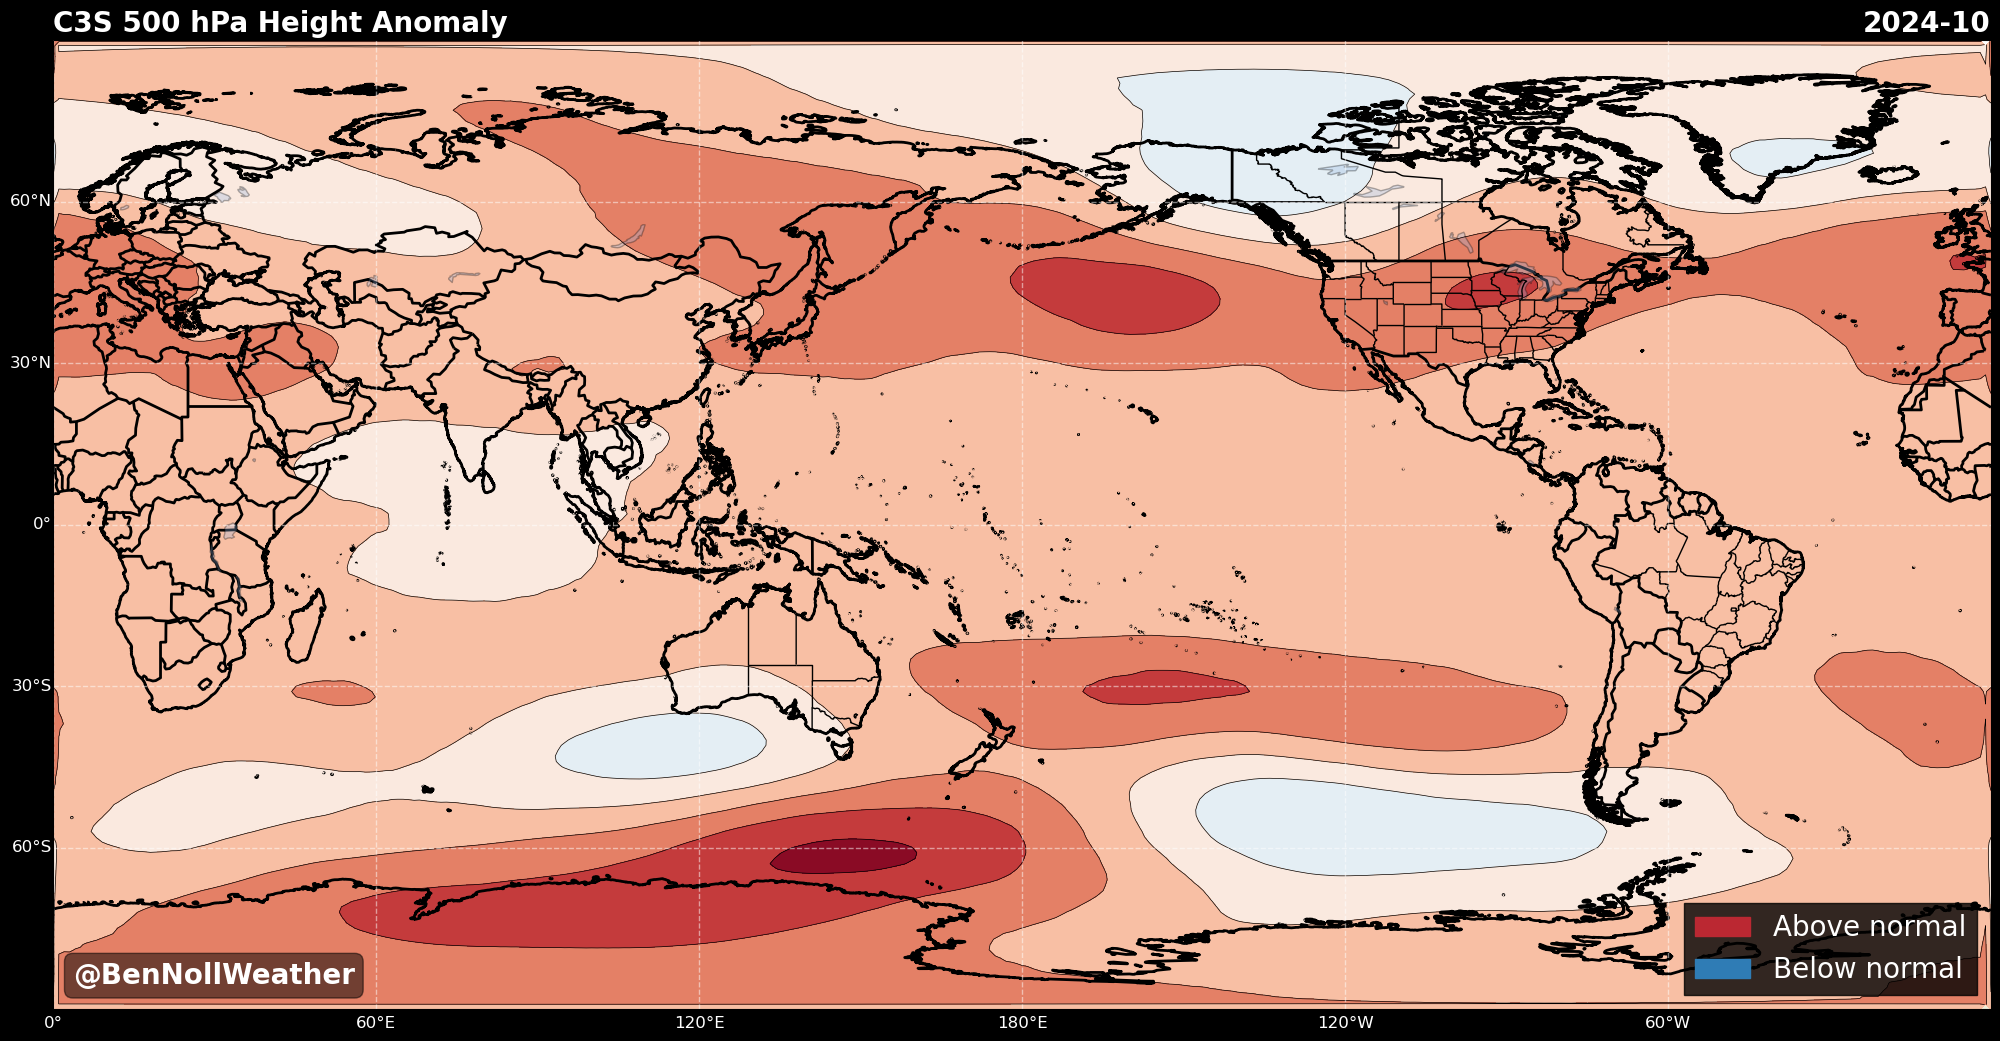 C3S 500 hPa Height Anomaly
2024-10
60°N
30°N
0°
30°S
60°S
Above normal
Below normal
@BenNollWeather
0°
60°E
120°E
180°E
120°W
60°W